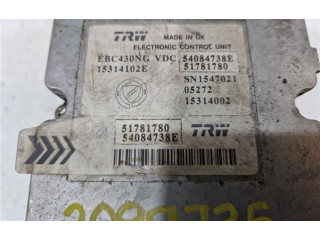 TRW MADE IN UK
ELECTRONIC CONTROL UNIT
EBC430NG VDC 54084738E
15314102E 51781780
SN1547021
05272
15314002
51781780
54084738E TRW